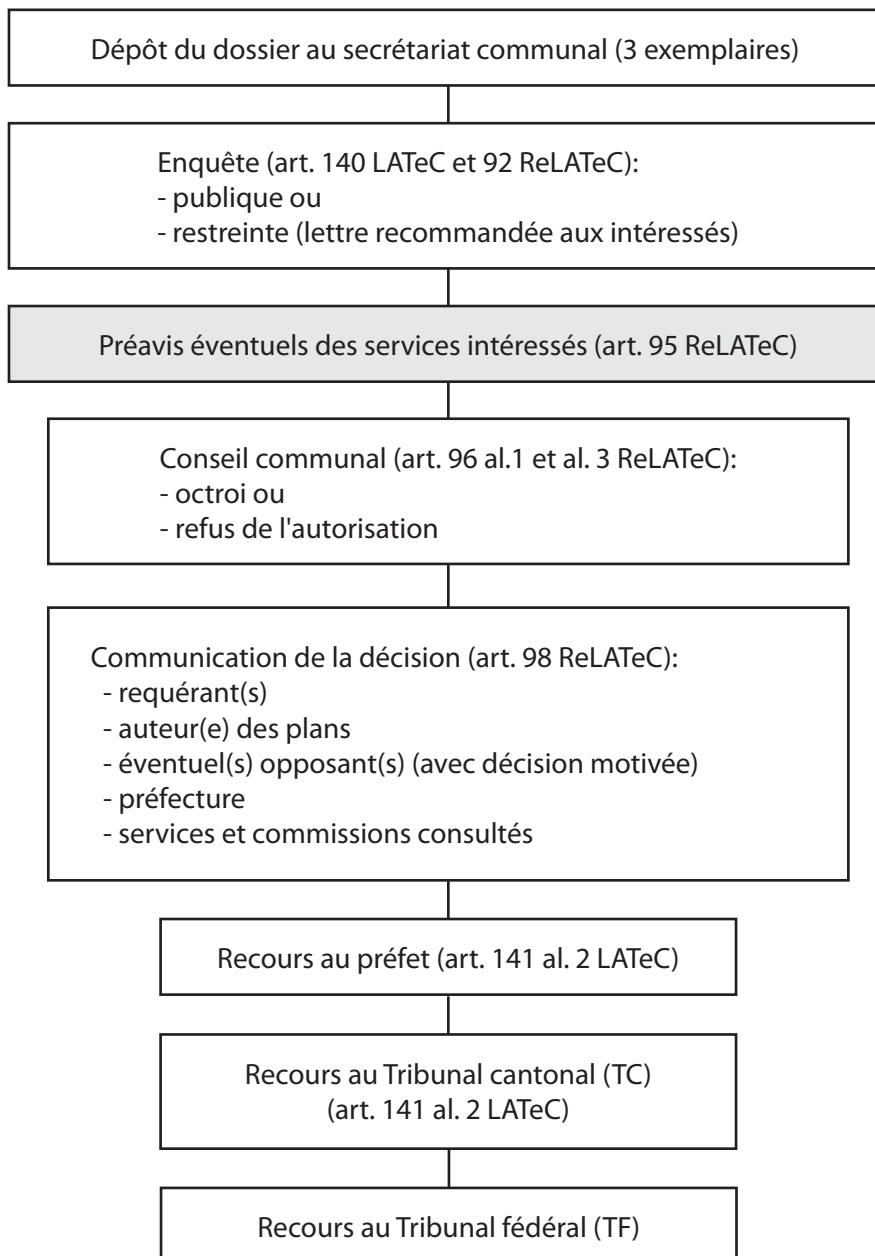 Dépôt du dossier au secrétariat communal (3 exemplaires)
Enquête (art. 140 LATeC et 92 ReLATeC):
- publique ou
- restreinte (lettre recommandée aux intéressés)
Préavis éventuels des services intéressés (art. 95 ReLATeC)
Conseil communal (art. 96 al.1 et al. 3 ReLATeC):
- octroi ou
- refus de l'autorisation
Communication de la décision (art. 98 ReLATeC):
- requérant(s)
- auteur(e) des plans
- éventuel(s) opposant(s) (avec décision motivée)
- préfecture
- services et commissions consultés
Recours au préfet (art. 141 al. 2 LATeC)
Recours au Tribunal cantonal (TC)
(art. 141 al. 2 LATeC)
Recours au Tribunal fédéral (TF)